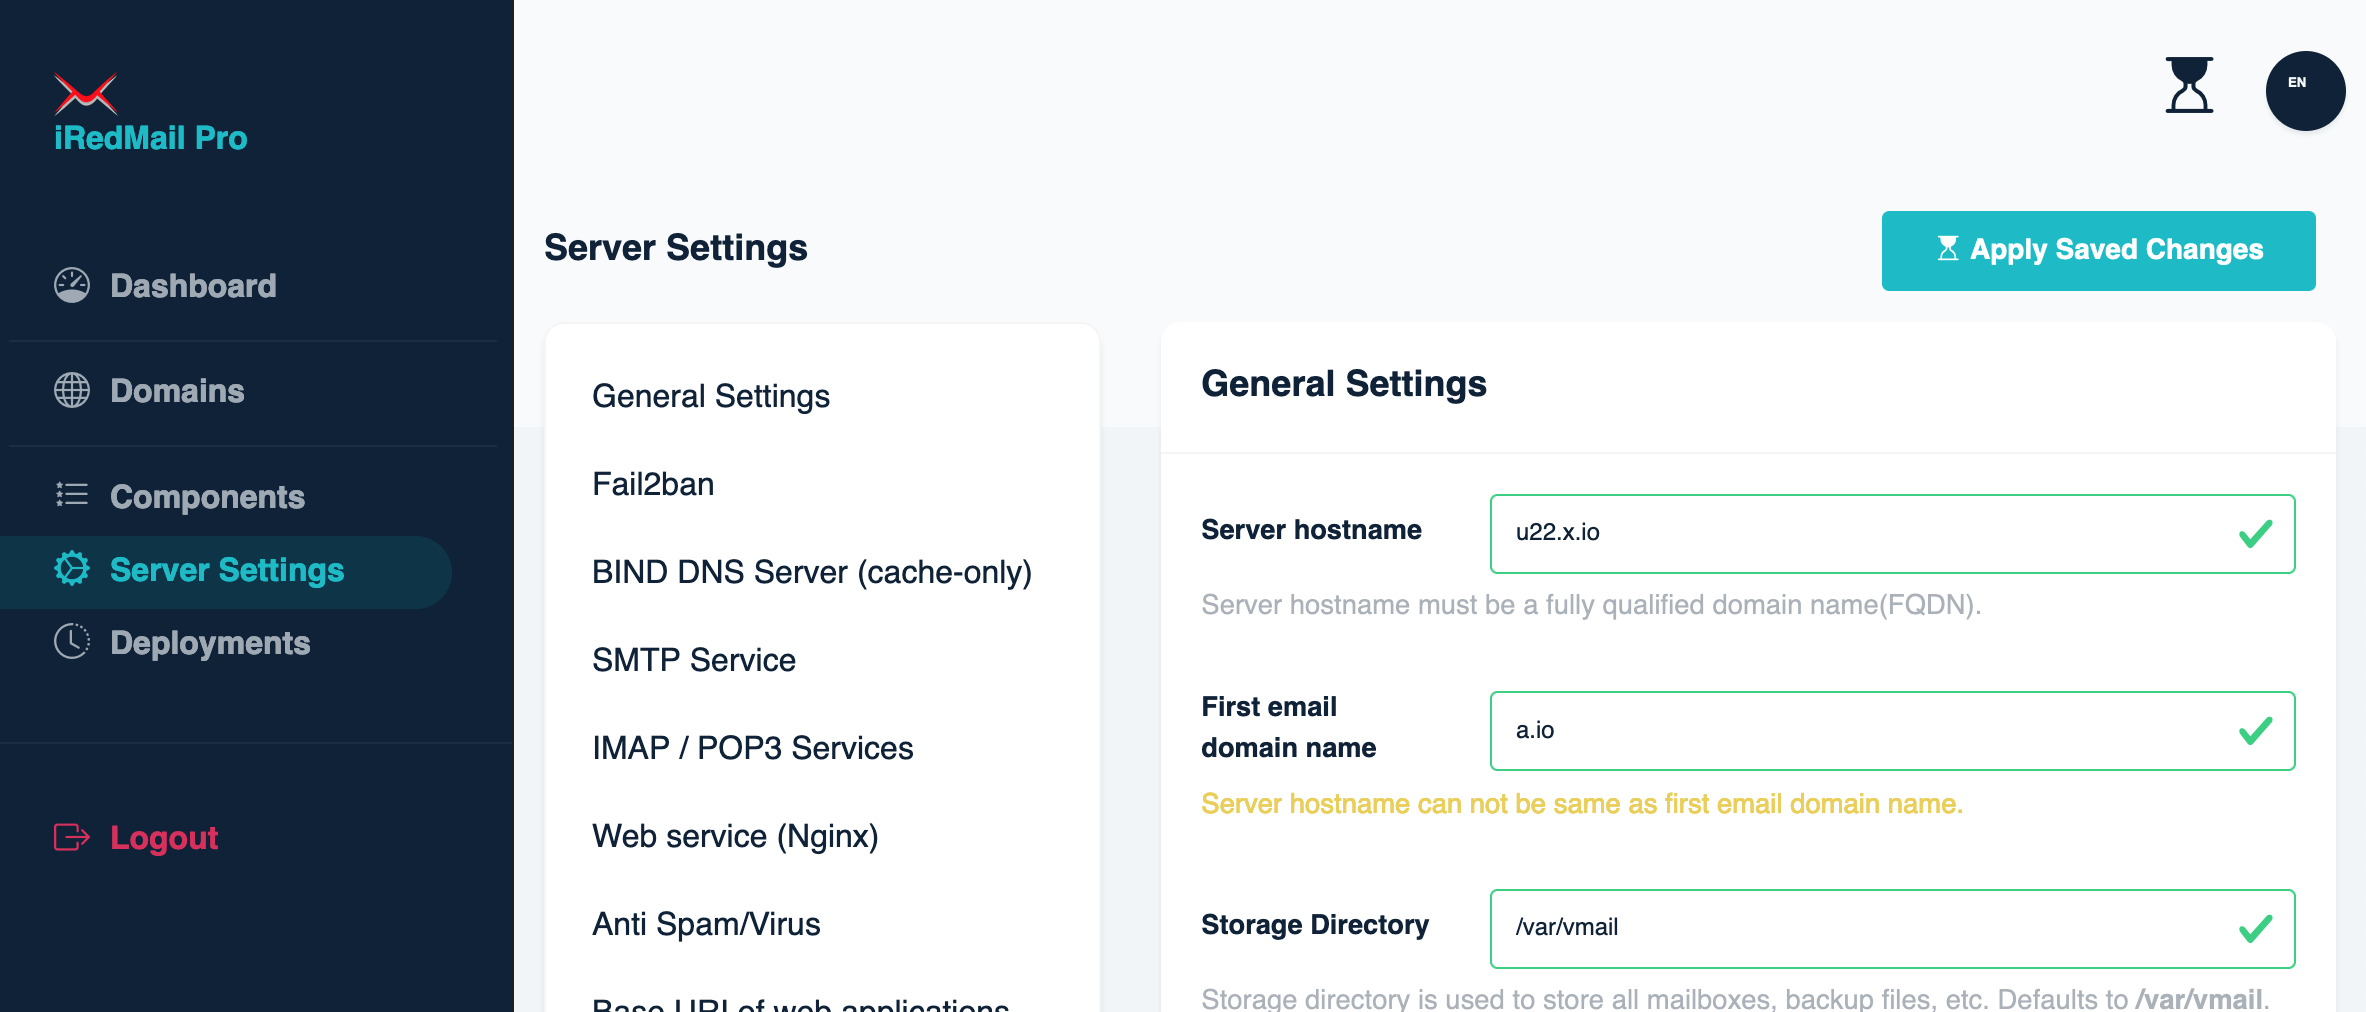 iRedMail Pro
Dashboard
Domains
Components
Server Settings
Deployments
Logout
EN
Server Settings
Apply Saved Changes
General Settings
Fail2ban
BIND DNS Server (cache-only)
SMTP Service
IMAP / POP3 Services
Web service (Nginx)
Anti Spam/Virus
Base URL of web applications
General Settings
Server hostname
u22.x.io
Server hostname must be a fully qualified domain name(FQDN).
First email
domain name
a.io
Server hostname can not be same as first email domain name.
Storage Directory
/var/vmail
Storage directory is used to store all mailboxes, backup files, etc. Defaults to /var/vmail.